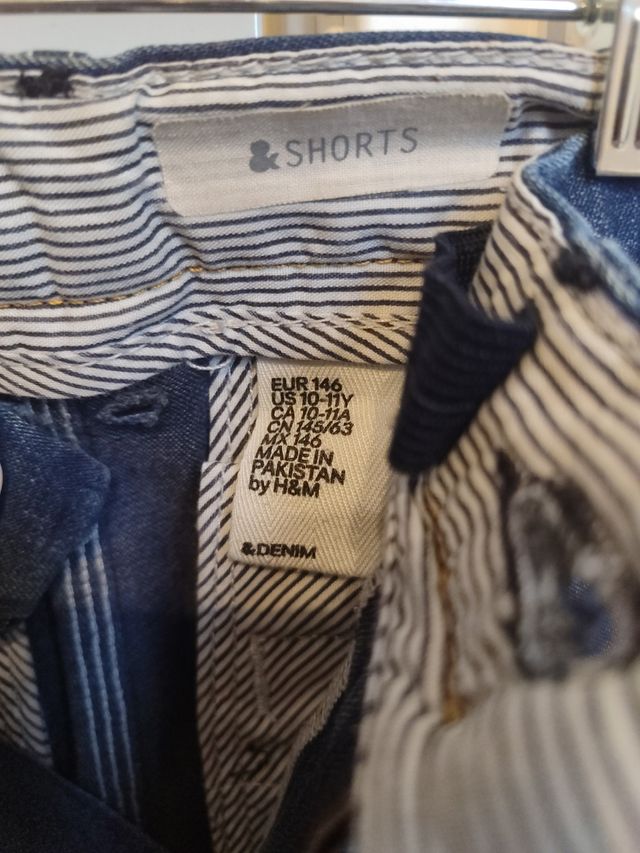 &SHORTS
EUR 146
US 10-11Y
CA 10-11A
CN 145/63
MX 146
MADE IN
PAKISTAN
by H&M
&DENIM